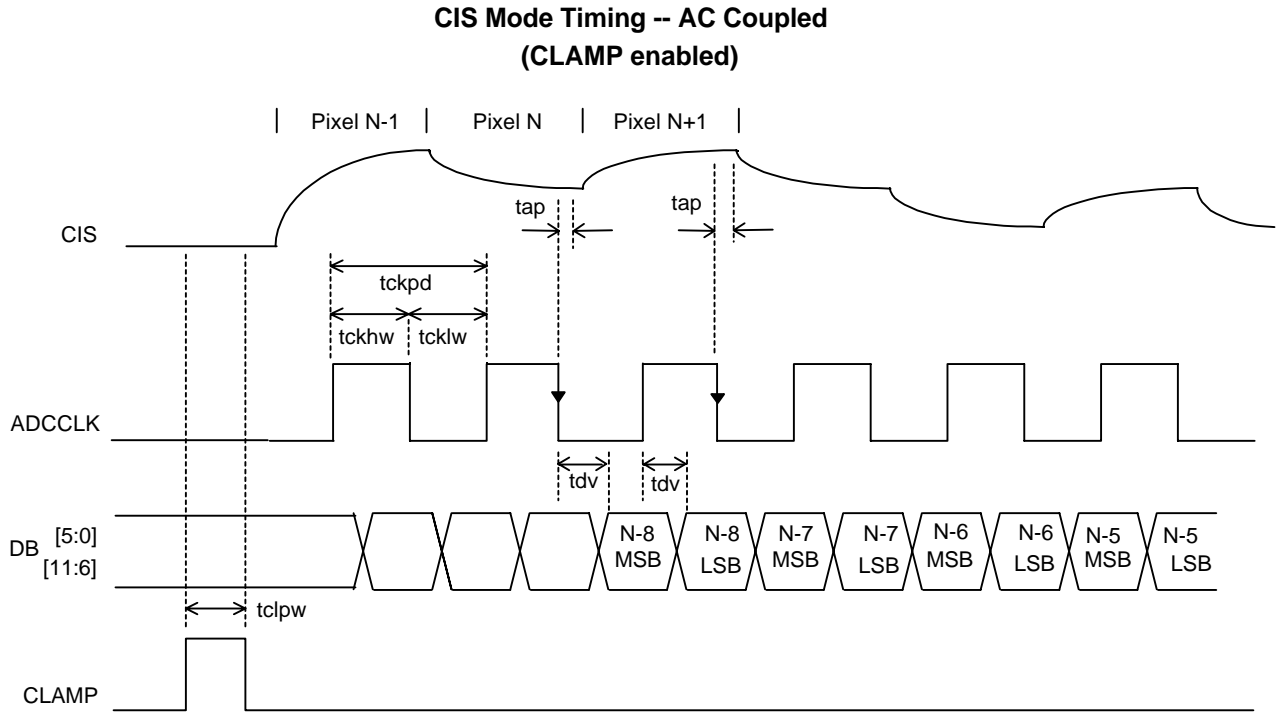 CIS Mode Timing -- AC Coupled
(CLAMP enabled)
| Pixel N-1 | Pixel N | Pixel N+1 |
tap
tap
CIS
tckpd
tckhw
tcklw
ADCCLK
tdv
tdv
DB
[5:0]
[11:6]
N-8
MSB
N-8
LSB
N-7
MSB
N-7
LSB
N-6
MSB
N-6
LSB
N-5
MSB
N-5
LSB
tclpw
CLAMP